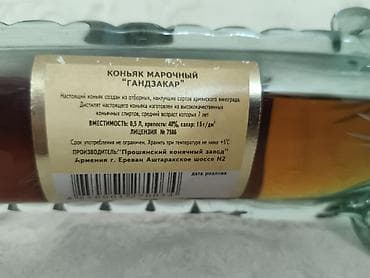 КОНЬЯК МАРОЧНЫЙ
"ГАНДЗАКАР"
Настоящий коньяк создан из отборных, наилучших сортов армянского винограда.
Дистилят настоящего коньяка изготовлен из высококачественных
коньячных спиртов, средний возраст которых 7 лет
ВМЕСТИМОСТЬ: 0,5 Л, крепость: 40%, сахар: 15г/дм³
ЛИЦЕНЗИЯ № 7586
Срок употребления не ограничен. Хранить при температуре не ниже +5°C
ПРОИЗВОДИТЕЛЬ:"Прошянский конячный завод"
Армения г. Ереван Аштаракское шоссе N2
дата розлива